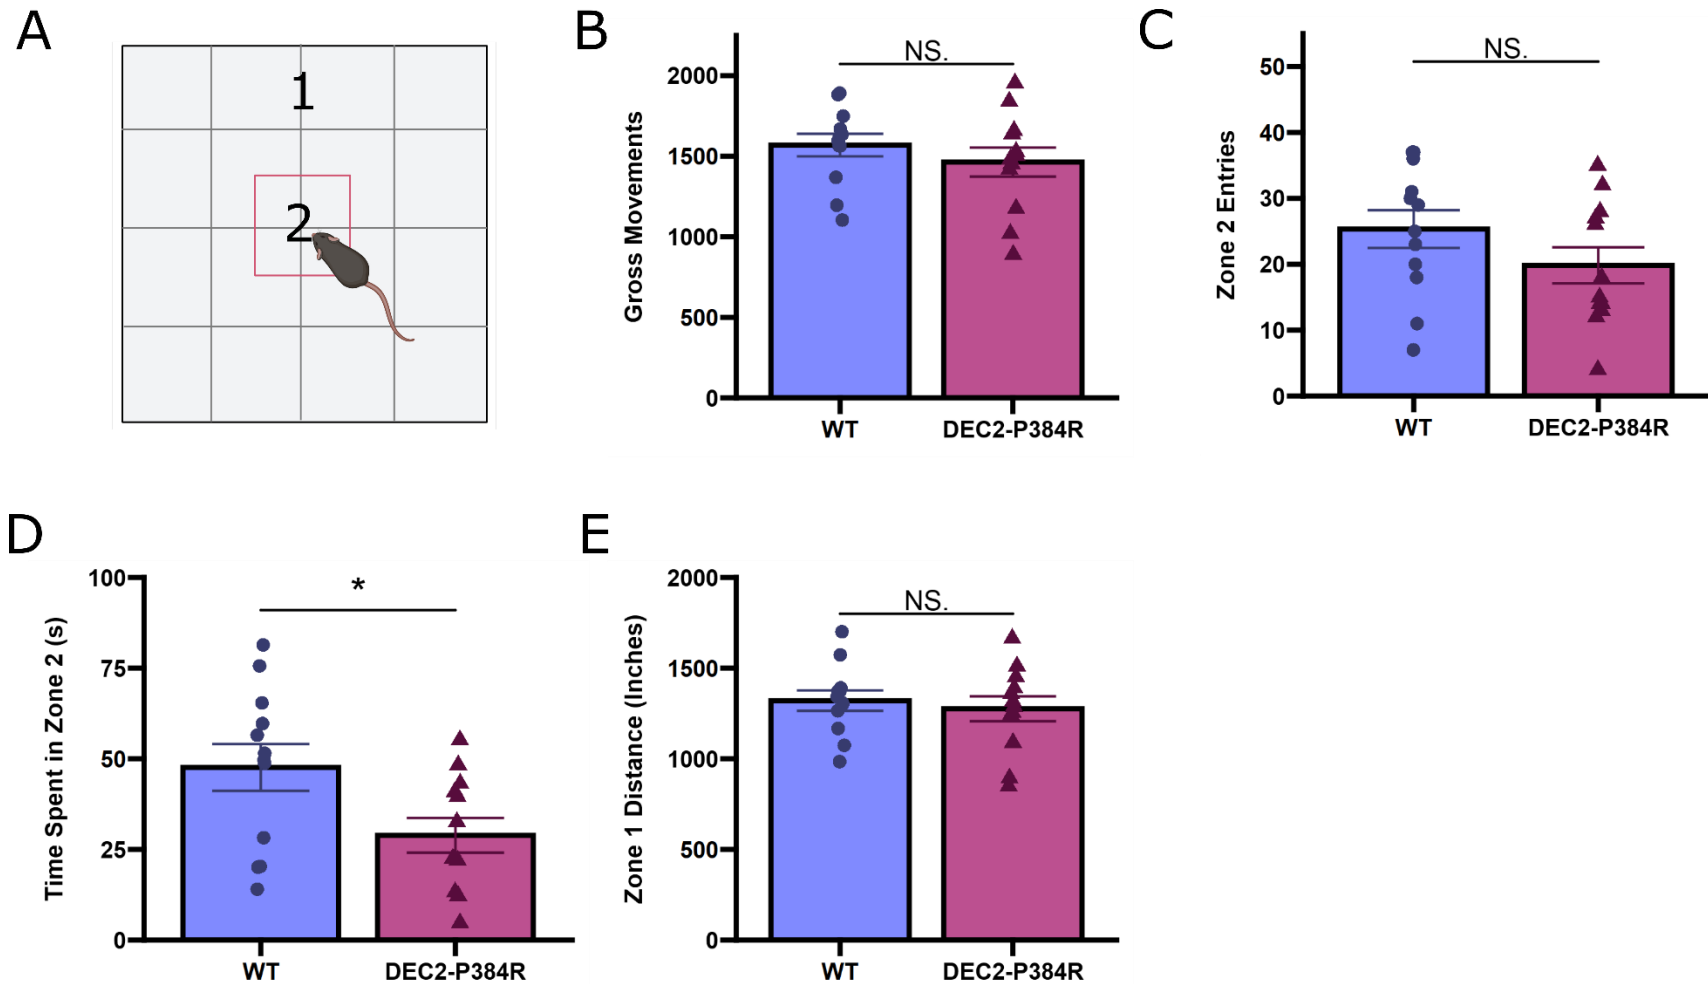 A
1
2
B
NS.
Gross Movements
2000
1500
1000
500
0
WT
DEC2-P384R
C
NS.
Zone 2 Entries
50
40
30
20
10
0
WT
DEC2-P384R
D
*
Time Spent in Zone 2 (s)
100
75
50
25
0
WT
DEC2-P384R
E
NS.
Zone 1 Distance (Inches)
2000
1500
1000
500
0
WT
DEC2-P384R